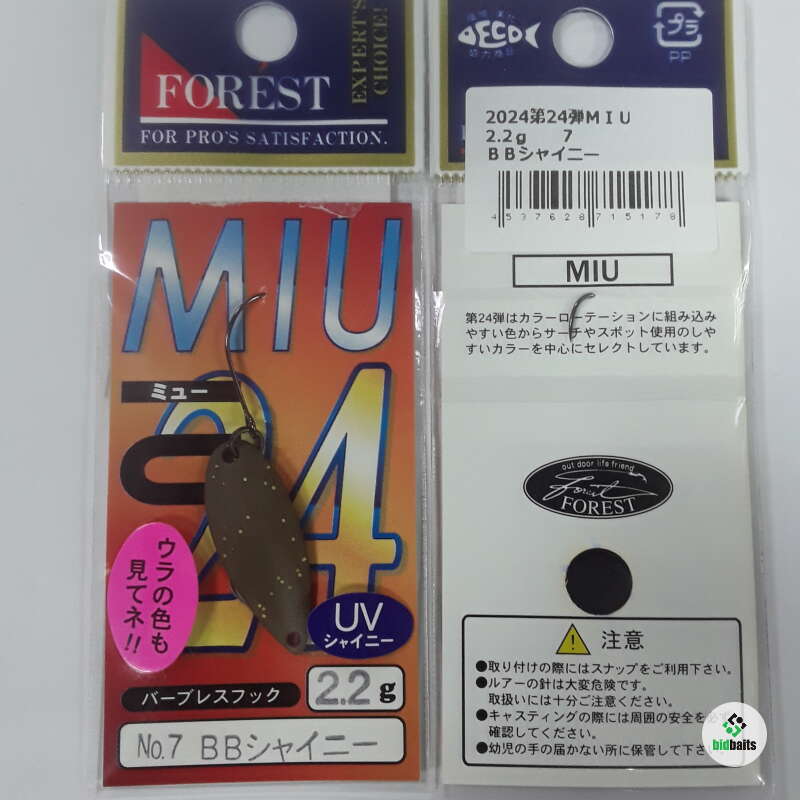 FOREST
EXPERT'S
CHOICE!
FOR PRO'S SATISFACTION.
MIU
ミュー
24
ウラの色も
見てネ!!
UV
シャイニー
バーブレスフック
2.2g
No.7 BBシャイニー
DECO
プラ
PP
2024第24弾MIU
2.2g 7
BBシャイニー
4537628715178
MIU
第24弾はカラーローテーションに組み込み
やすい色からサーチやスポット使用のしや
すいカラーを中心にセレクトしています。
out door life friend
forest
FOREST
注意
●取り付けの際にはスナップをご利用下さい。
●ルアーの針は大変危険です。
取扱いには十分ご注意ください。
●キャスティングの際には周囲の安全を必ず
確認してください。
●幼児の手の届かない所に保管して下さい。
bidbaits